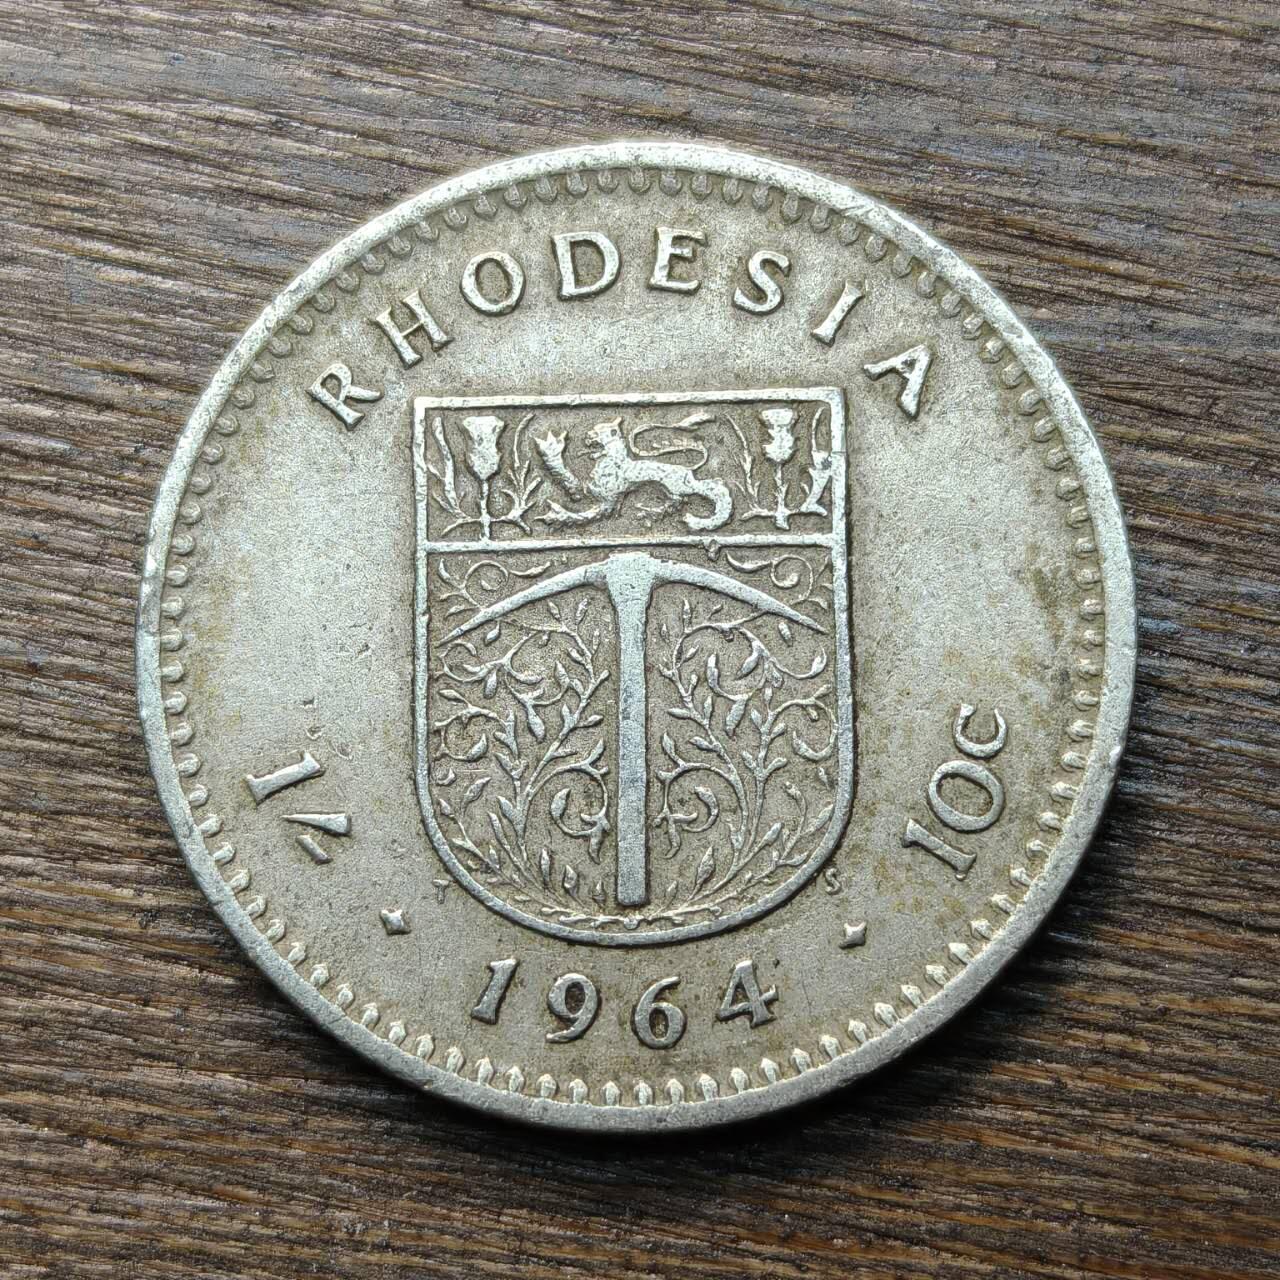 RHODESIA
1/- 10c
T S
1964